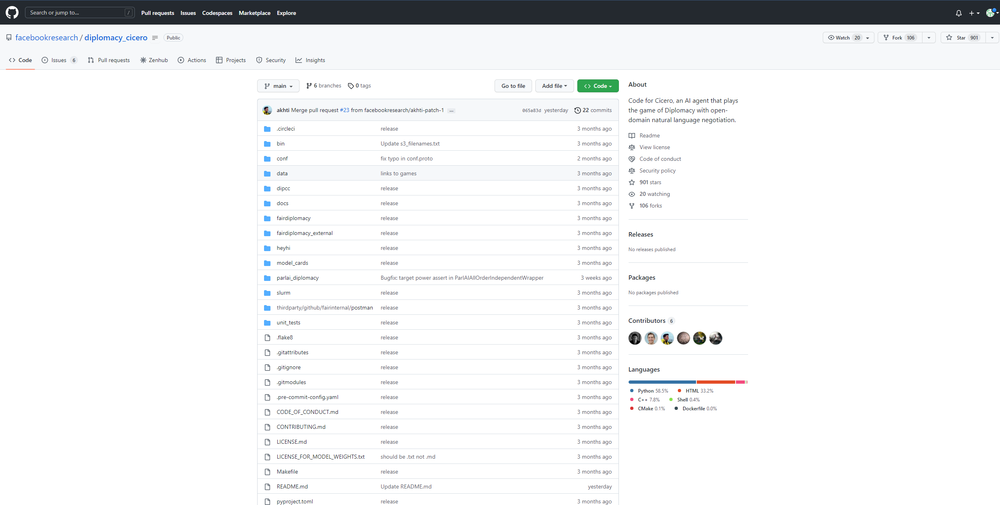 Search or jump to... /
Pull requests Issues Codespaces Marketplace Explore
facebookresearch / diplomacy_cicero Public
Watch 20 Fork 106 Star 901
Code Issues 6 Pull requests Zenhub Actions Projects Security Insights
main 6 branches 0 tags Go to file Add file Code
akhti Merge pull request #23 from facebookresearch/akhti-patch-1 ... 065a83d yesterday 22 commits
.circleci release 3 months ago
bin Update s3_filenames.txt 3 months ago
conf fix typo in conf.proto 2 months ago
data links to games 3 months ago
dipcc release 3 months ago
docs release 3 months ago
fairdiplomacy release 3 months ago
fairdiplomacy_external release 3 months ago
heyhi release 3 months ago
model_cards release 3 months ago
parlai_diplomacy Bugfix: target power assert in ParlAIAllOrderIndependentWrapper 3 weeks ago
slurm release 3 months ago
thirdparty/github/fairinternal/postman release 3 months ago
unit_tests release 3 months ago
.flake8 release 3 months ago
.gitattributes release 3 months ago
.gitignore release 3 months ago
.gitmodules release 3 months ago
.pre-commit-config.yaml release 3 months ago
CODE_OF_CONDUCT.md release 3 months ago
CONTRIBUTING.md release 3 months ago
LICENSE.md release 3 months ago
LICENSE_FOR_MODEL_WEIGHTS.txt should be .txt not .md 3 months ago
Makefile release 3 months ago
README.md Update README.md yesterday
pyproject.toml release 3 months ago
About
Code for Cicero, an AI agent that plays
the game of Diplomacy with open-
domain natural language negotiation.
Readme
View license
Code of conduct
Security policy
901 stars
20 watching
106 forks
Releases
No releases published
Packages
No packages published
Contributors 6
Languages
Python 58.5% HTML 33.2%
C++ 7.8% Shell 0.4%
CMake 0.1% Dockerfile 0.0%